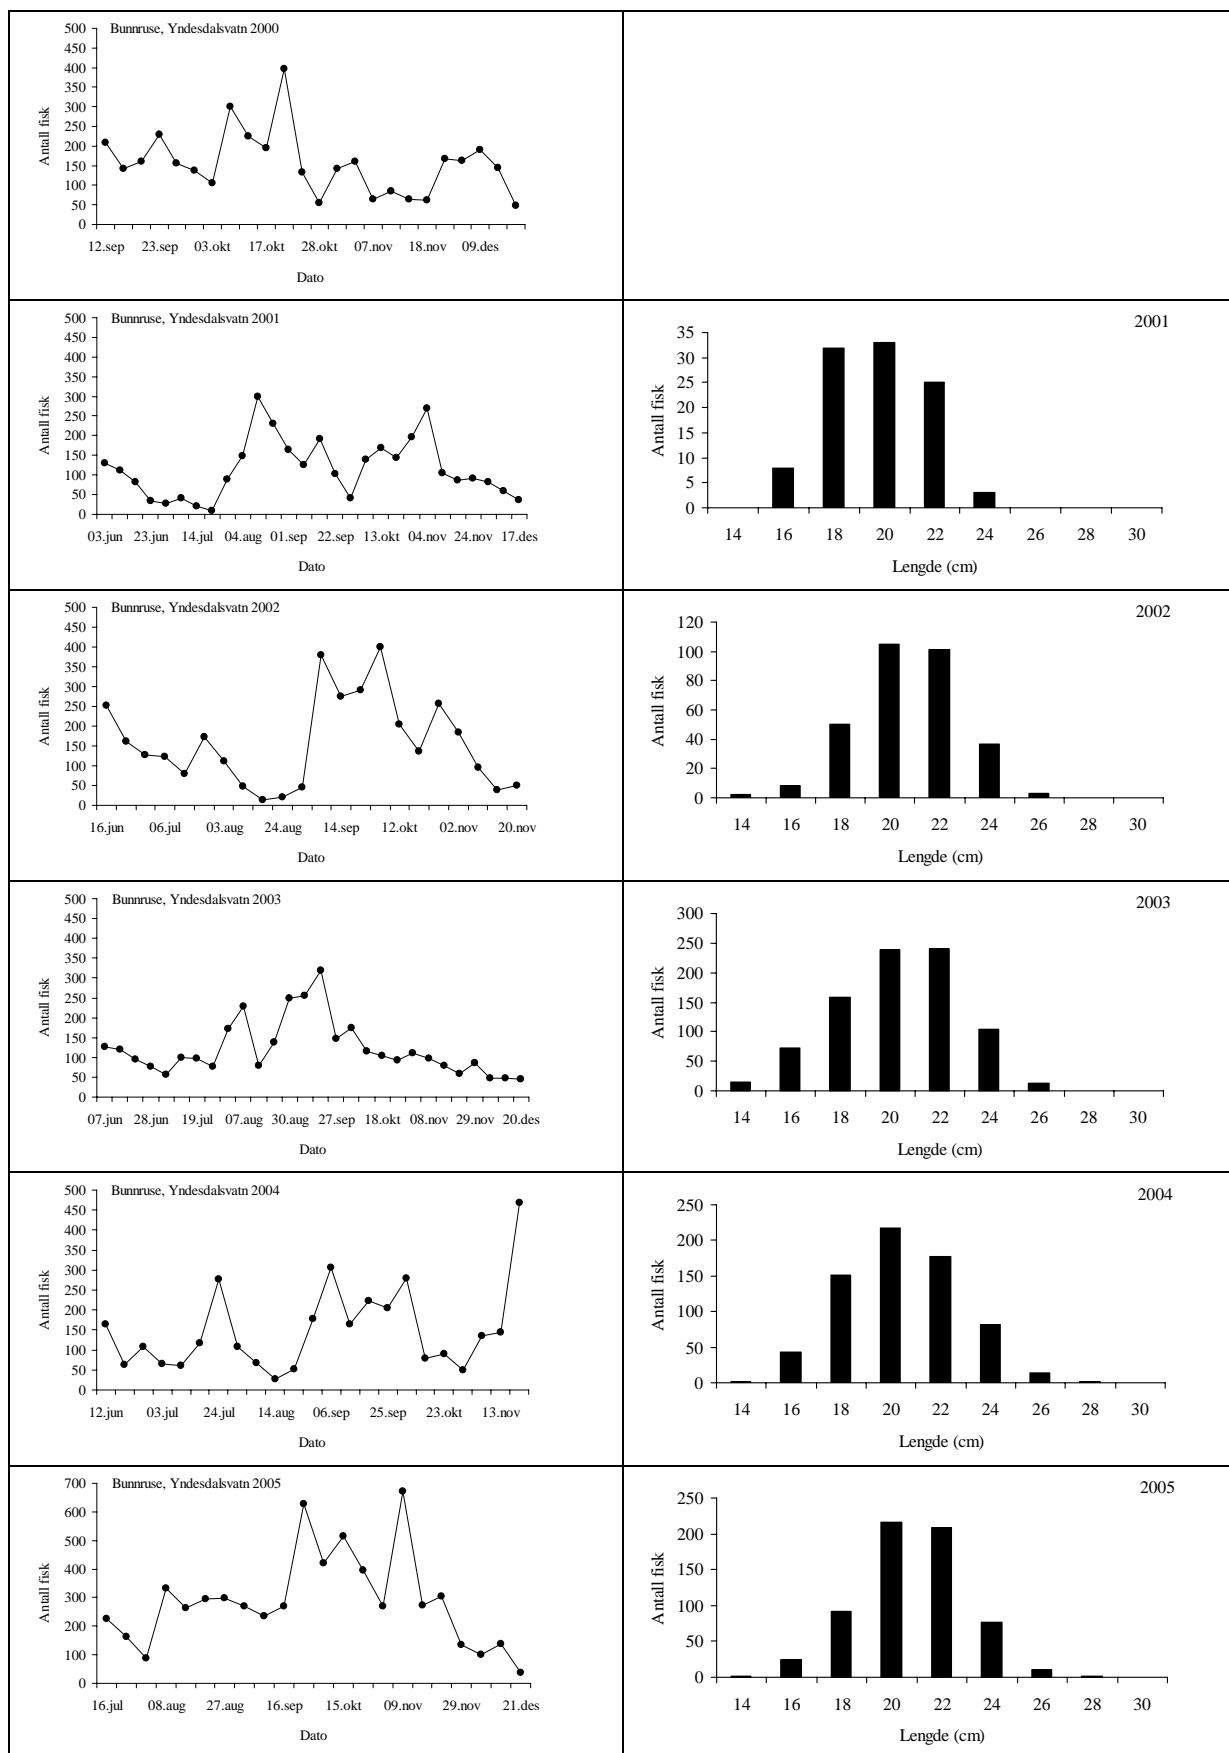 Bunnruse, Yndesdalsvatn 2000
500
450
400
350
300
250
200
150
100
50
0
Antall fisk
12.sep 23.sep 03.okt 17.okt 28.okt 07.nov 18.nov 09.des
Dato
Bunnruse, Yndesdalsvatn 2001
500
450
400
350
300
250
200
150
100
50
0
Antall fisk
03.jun 23.jun 14.jul 04.aug 01.sep 22.sep 13.okt 04.nov 24.nov 17.des
Dato
2001
35
30
25
20
15
10
5
0
Antall fisk
14 16 18 20 22 24 26 28 30
Lengde (cm)
Bunnruse, Yndesdalsvatn 2002
500
450
400
350
300
250
200
150
100
50
0
Antall fisk
16.jun 06.jul 03.aug 24.aug 14.sep 12.okt 02.nov 20.nov
Dato
2002
120
100
80
60
40
20
0
Antall fisk
14 16 18 20 22 24 26 28 30
Lengde (cm)
Bunnruse, Yndesdalsvatn 2003
500
450
400
350
300
250
200
150
100
50
0
Antall fisk
07.jun 28.jun 19.jul 07.aug 30.aug 27.sep 18.okt 08.nov 29.nov 20.des
Dato
2003
300
250
200
150
100
50
0
Antall fisk
14 16 18 20 22 24 26 28 30
Lengde (cm)
Bunnruse, Yndesdalsvatn 2004
500
450
400
350
300
250
200
150
100
50
0
Antall fisk
12.jun 03.jul 24.jul 14.aug 06.sep 25.sep 23.okt 13.nov
Dato
2004
250
200
150
100
50
0
Antall fisk
14 16 18 20 22 24 26 28 30
Lengde (cm)
Bunnruse, Yndesdalsvatn 2005
700
600
500
400
300
200
100
0
Antall fisk
16.jul 08.aug 27.aug 16.sep 15.okt 09.nov 29.nov 21.des
Dato
2005
250
200
150
100
50
0
Antall fisk
14 16 18 20 22 24 26 28 30
Lengde (cm)